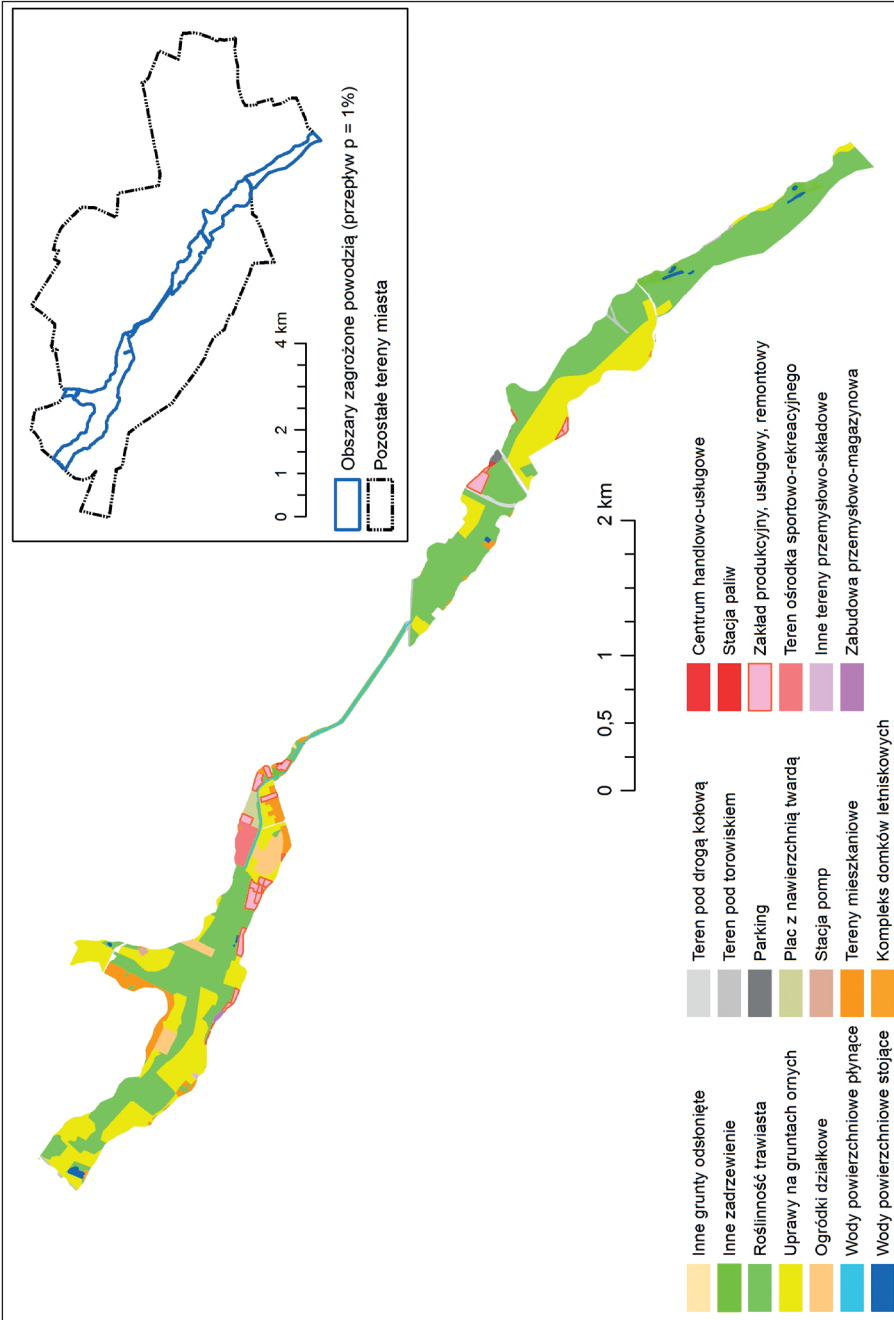 0
1
2
4 km
Obszary zagrożone powodzią (przepływ p = 1%)
Pozostałe tereny miasta
0
0,5
1
2 km
Inne grunty odsłonięte
Inne zadrzewienie
Roślinność trawiasta
Uprawy na gruntach ornych
Ogródki działkowe
Wody powierzchniowe płynące
Wody powierzchniowe stojące
Teren pod drogą kołową
Teren pod torowiskiem
Parking
Plac z nawierzchnią twardą
Stacja pomp
Tereny mieszkaniowe
Kompleks domków letniskowych
Centrum handlowo-usługowe
Stacja paliw
Zakład produkcyjny, usługowy, remontowy
Teren ośrodka sportowo-rekreacyjnego
Inne tereny przemysłowo-składowe
Zabudowa przemysłowo-magazynowa